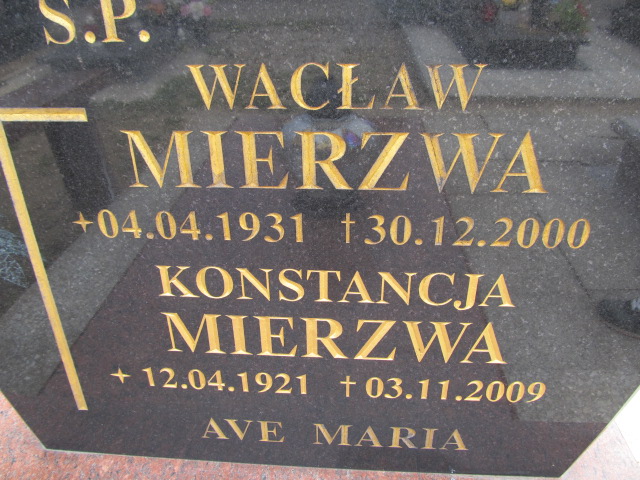 S.P.
WACŁAW
MIERZWA
✦04.04.1931 †30.12.2000
KONSTANCJA
MIERZWA
✦12.04.1921 †03.11.2009
AVE MARIA